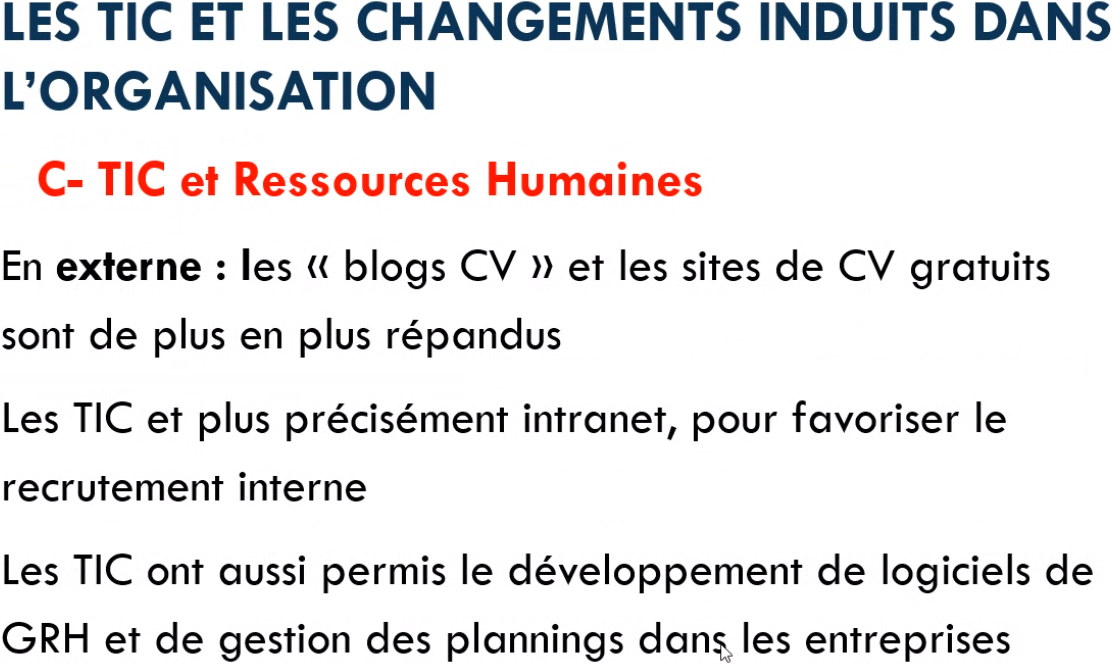 LES TIC ET LES CHANGEMENTS INDUITS DANS
L’ORGANISATION
C- TIC et Ressources Humaines
En externe : les « blogs CV » et les sites de CV gratuits
sont de plus en plus répandus
Les TIC et plus précisément intranet, pour favoriser le
recrutement interne
Les TIC ont aussi permis le développement de logiciels de
GRH et de gestion des plannings dans les entreprises